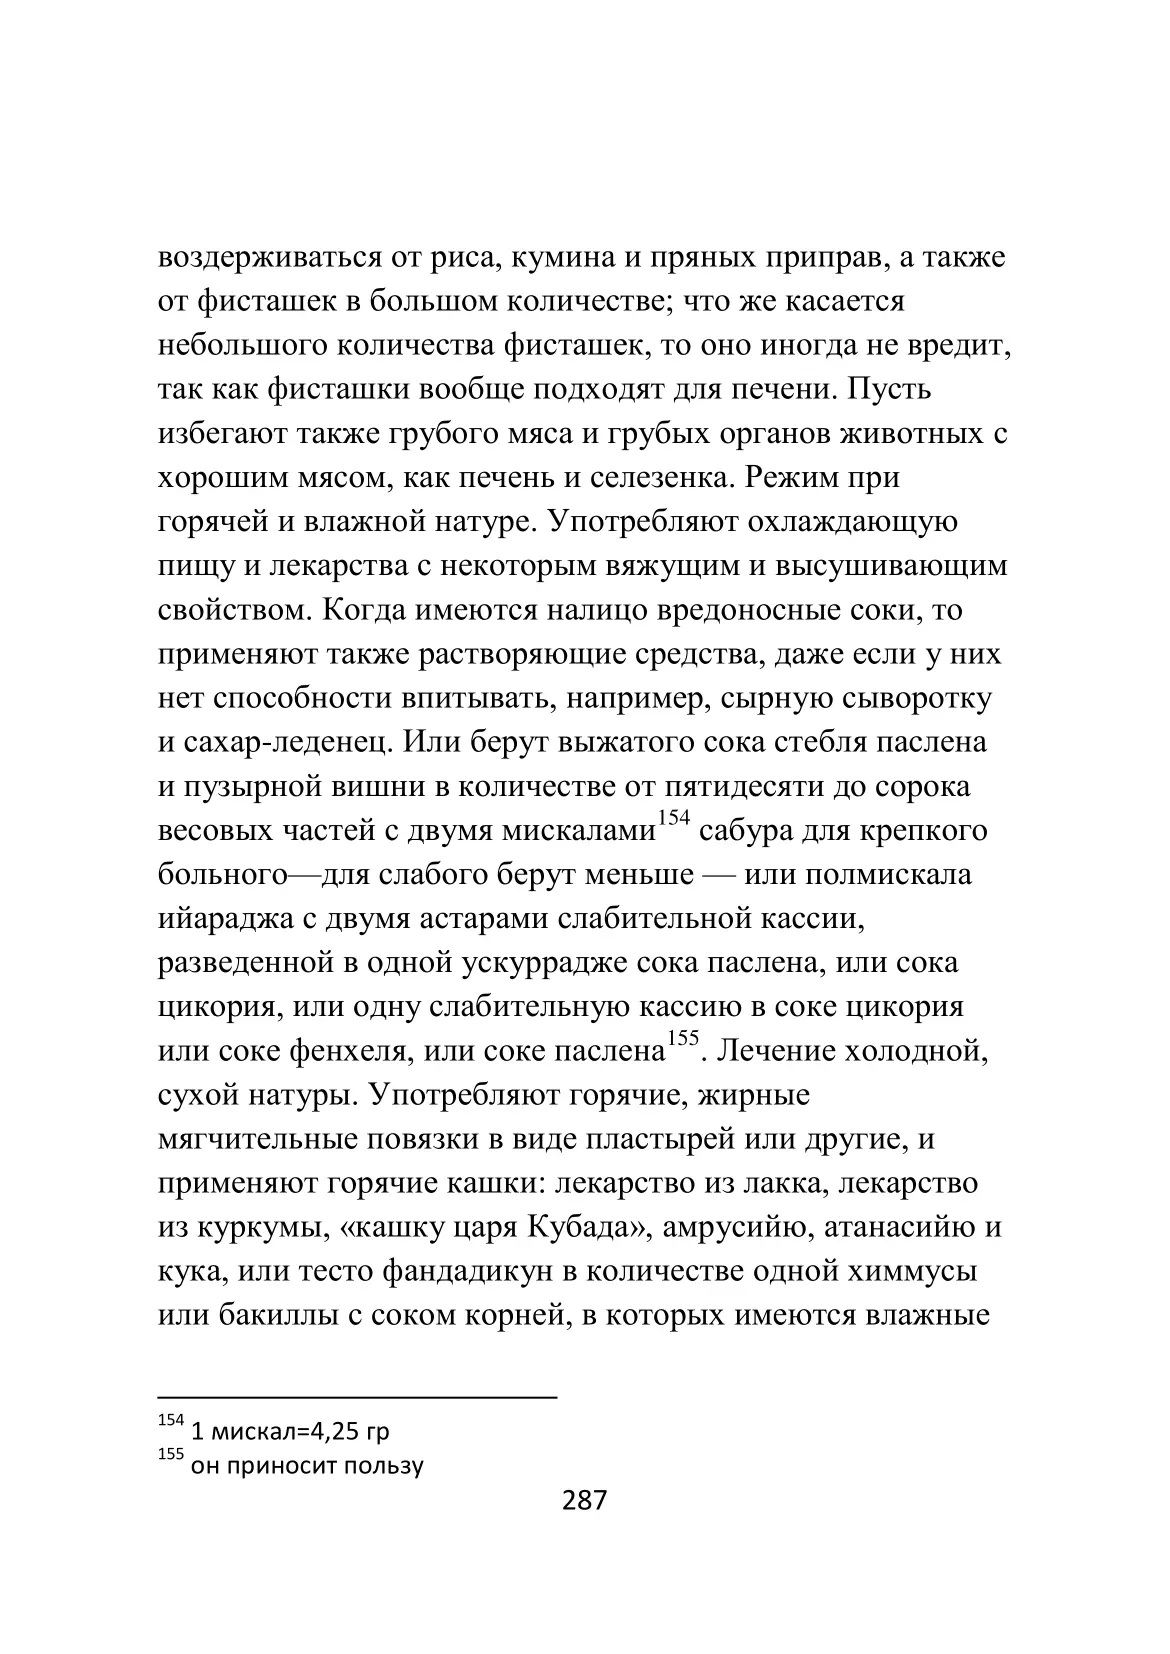 воздерживаться от риса, кумина и пряных приправ, а также
от фисташек в большом количестве; что же касается
небольшого количества фисташек, то оно иногда не вредит,
так как фисташки вообще подходят для печени. Пусть
избегают также грубого мяса и грубых органов животных с
хорошим мясом, как печень и селезенка. Режим при
горячей и влажной натуре. Употребляют охлаждающую
пищу и лекарства с некоторым вяжущим и высушивающим
свойством. Когда имеются налицо вредоносные соки, то
применяют также растворяющие средства, даже если у них
нет способности впитывать, например, сырную сыворотку
и сахар-леденец. Или берут выжатого сока стебля паслена
и пузырной вишни в количестве от пятидесяти до сорока
весовых частей с двумя мискалами154 сабура для крепкого
больного—для слабого берут меньше — или полмискала
ийараджа с двумя астарами слабительной кассии,
разведенной в одной ускуррадже сока паслена, или сока
цикория, или одну слабительную кассию в соке цикория
или соке фенхеля, или соке паслена155. Лечение холодной,
сухой натуры. Употребляют горячие, жирные
мягчительные повязки в виде пластырей или другие, и
применяют горячие кашки: лекарство из лакка, лекарство
из куркумы, «кашку царя Кубада», амрусийю, атанасийю и
кука, или тесто фандадикун в количестве одной химмусы
или бакиллы с соком корней, в которых имеются влажные
154 1 мискал=4,25 гр
155 он приносит пользу
287